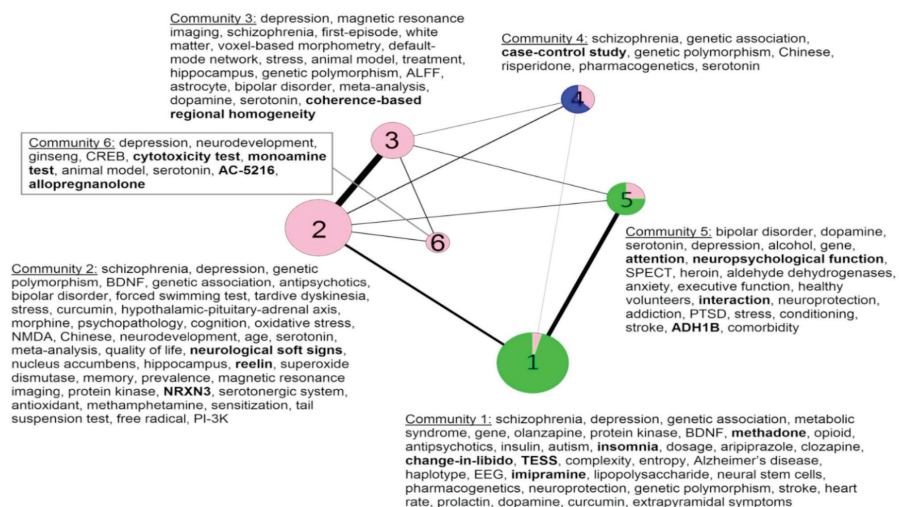 Community 3: depression, magnetic resonance
imaging, schizophrenia, first-episode, white
matter, voxel-based morphometry, default-
mode network, stress, animal model, treatment,
hippocampus, genetic polymorphism, ALFF,
astrocyte, bipolar disorder, meta-analysis,
dopamine, serotonin, coherence-based
regional homogeneity
Community 4: schizophrenia, genetic association,
case-control study, genetic polymorphism, Chinese,
risperidone, pharmacogenetics, serotonin
4
3
Community 6: depression, neurodevelopment,
ginseng, CREB, cytotoxicity test, monoamine
test, animal model, serotonin, AC-5216,
allopregnanolone
5
2
6
Community 5: bipolar disorder, dopamine,
serotonin, depression, alcohol, gene,
attention, neuropsychological function,
SPECT, heroin, aldehyde dehydrogenases,
anxiety, executive function, healthy
volunteers, interaction, neuroprotection,
addiction, PTSD, stress, conditioning,
stroke, ADH1B, comorbidity
Community 2: schizophrenia, depression, genetic
polymorphism, BDNF, genetic association, antipsychotics,
bipolar disorder, forced swimming test, tardive dyskinesia,
stress, curcumin, hypothalamic-pituitary-adrenal axis,
morphine, psychopathology, cognition, oxidative stress,
NMDA, Chinese, neurodevelopment, age, serotonin,
meta-analysis, quality of life, neurological soft signs,
nucleus accumbens, hippocampus, reelin, superoxide
dismutase, memory, prevalence, magnetic resonance
imaging, protein kinase, NRXN3, serotonergic system,
antioxidant, methamphetamine, sensitization, tail
suspension test, free radical, PI-3K
1
Community 1: schizophrenia, depression, genetic association, metabolic
syndrome, gene, olanzapine, protein kinase, BDNF, methadone, opioid,
antipsychotics, insulin, autism, insomnia, dosage, aripiprazole, clozapine,
change-in-libido, TESS, complexity, entropy, Alzheimer's disease,
haplotype, EEG, imipramine, lipopolysaccharide, neural stem cells,
pharmacogenetics, neuroprotection, genetic polymorphism, stroke, heart
rate, prolactin, dopamine, curcumin, extrapyramidal symptoms